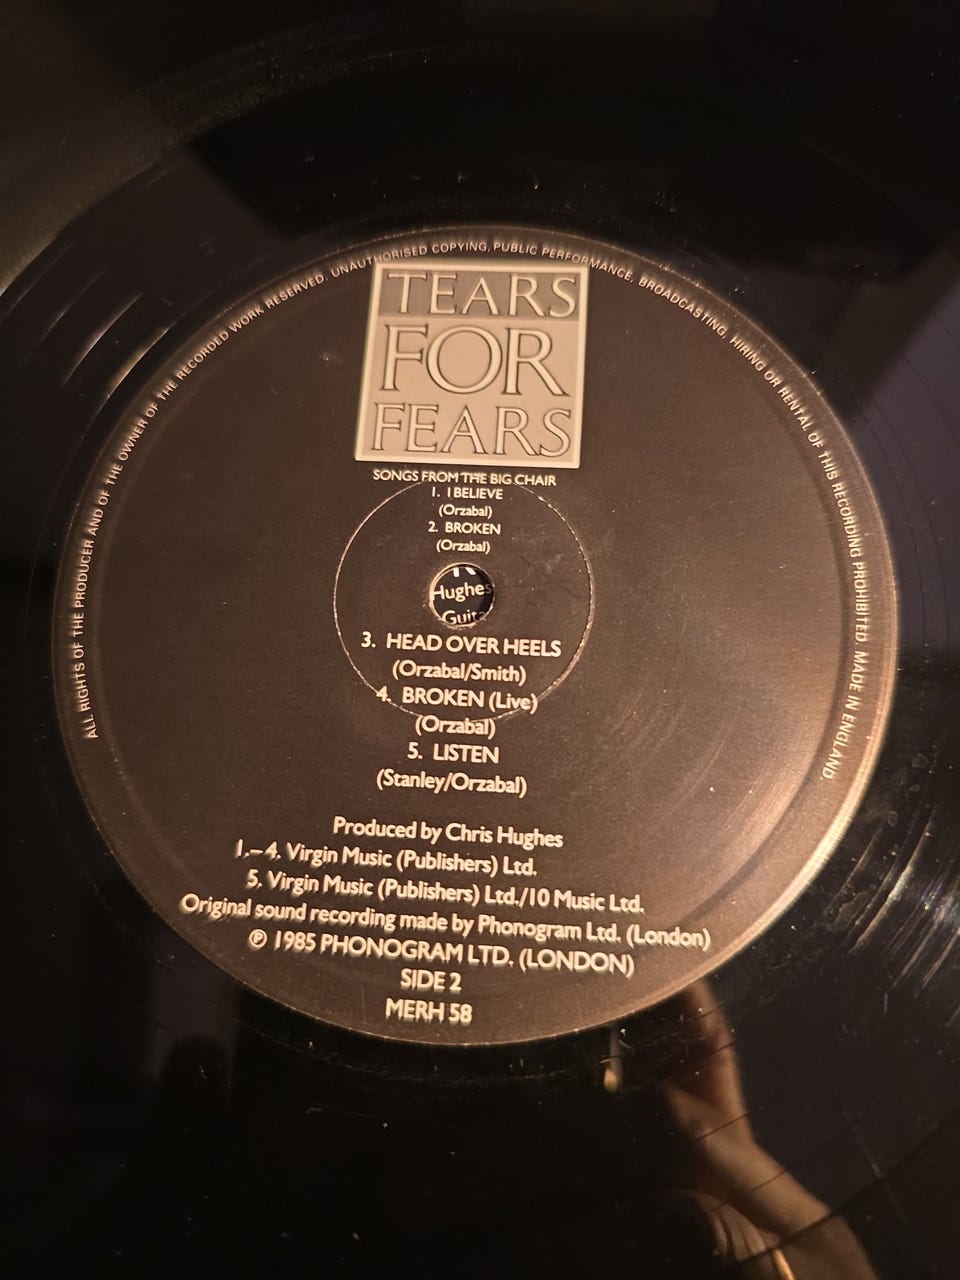 ALL RIGHTS OF THE PRODUCER AND OF THE OWNER OF THE RECORDED WORK RESERVED. UNAUTHORISED COPYING, PUBLIC PERFORMANCE, BROADCASTING, HIRING OR RENTAL OF THIS RECORDING PROHIBITED. MADE IN ENGLAND.
TEARS
FOR
FEARS
SONGS FROM THE BIG CHAIR
1. I BELIEVE
(Orzabal)
2. BROKEN
(Orzabal)
Hughes
3. HEAD OVER HEELS
(Orzabal/Smith)
4. BROKEN (Live)
(Orzabal)
5. LISTEN
(Stanley/Orzabal)
Produced by Chris Hughes
1.–4. Virgin Music (Publishers) Ltd.
5. Virgin Music (Publishers) Ltd./10 Music Ltd.
Original sound recording made by Phonogram Ltd. (London)
℗ 1985 PHONOGRAM LTD. (LONDON)
SIDE 2
MERH 58